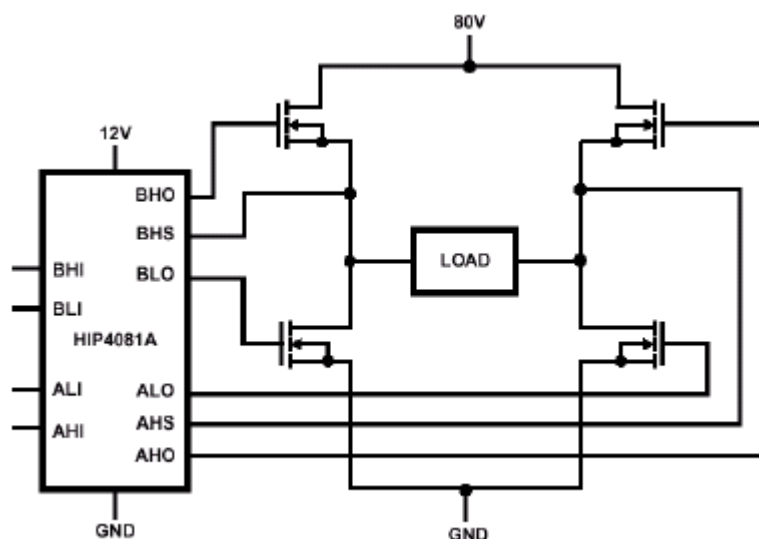 80V
12V
BHO
BHS
BHI
BLO
LOAD
BLI
HIP4081A
ALI
ALO
AHI
AHS
AHO
GND
GND